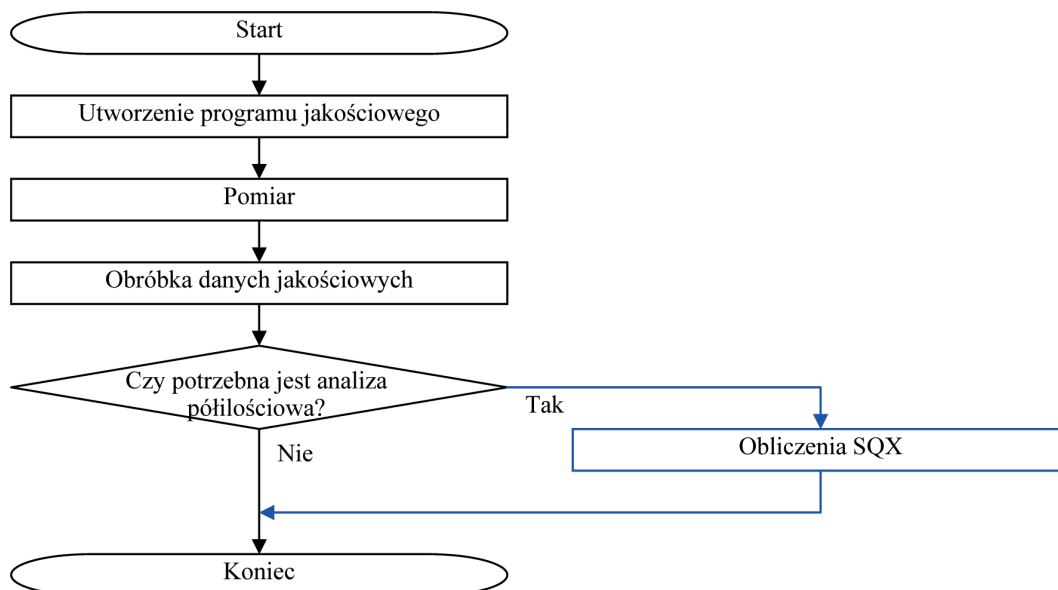 Start
Utworzenie programu jakościowego
Pomiar
Obróbka danych jakościowych
Czy potrzebna jest analiza
półilościowa?
Tak
Obliczenia SQX
Nie
Koniec